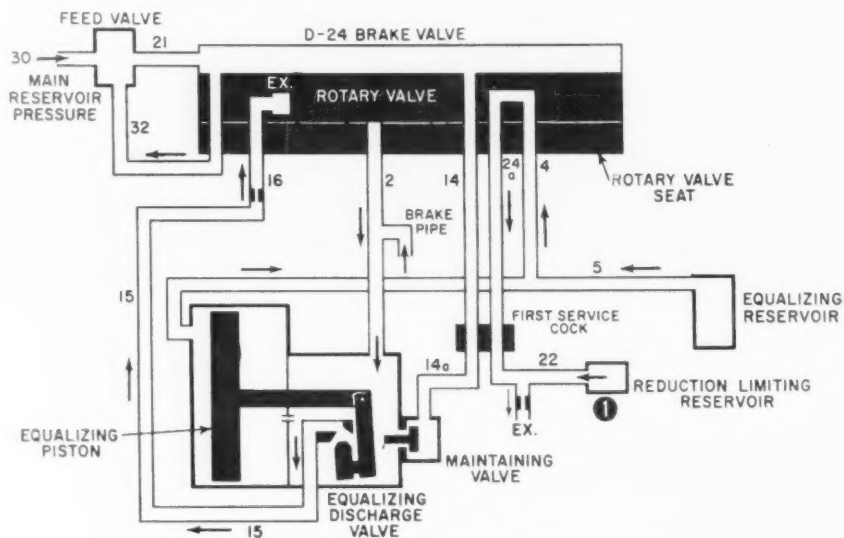 FEED VALVE
21
D-24 BRAKE VALVE
30
MAIN
RESERVOIR
PRESSURE
EX.
ROTARY VALVE
32
16
2
14
24
a
4
ROTARY VALVE
SEAT
BRAKE
PIPE
5
15
EQUALIZING
RESERVOIR
FIRST SERVICE
COCK
14a
22
REDUCTION LIMITING
RESERVOIR
1
EX.
EQUALIZING
PISTON
MAINTAINING
VALVE
EQUALIZING
DISCHARGE
VALVE
15